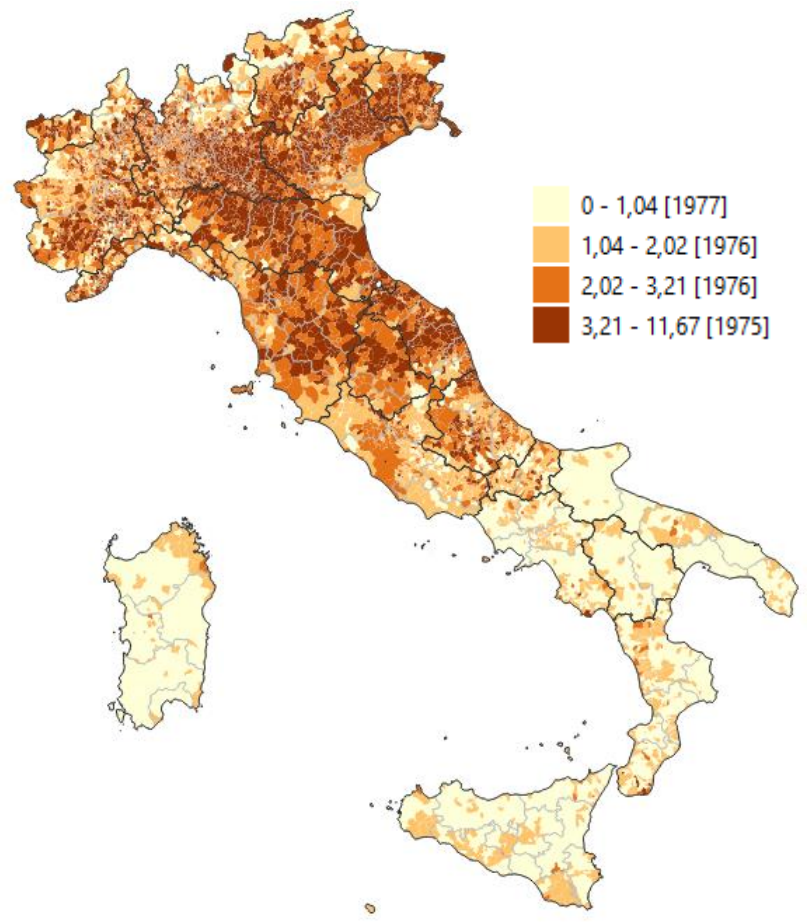 0 - 1,04 [1977]
1,04 - 2,02 [1976]
2,02 - 3,21 [1976]
3,21 - 11,67 [1975]